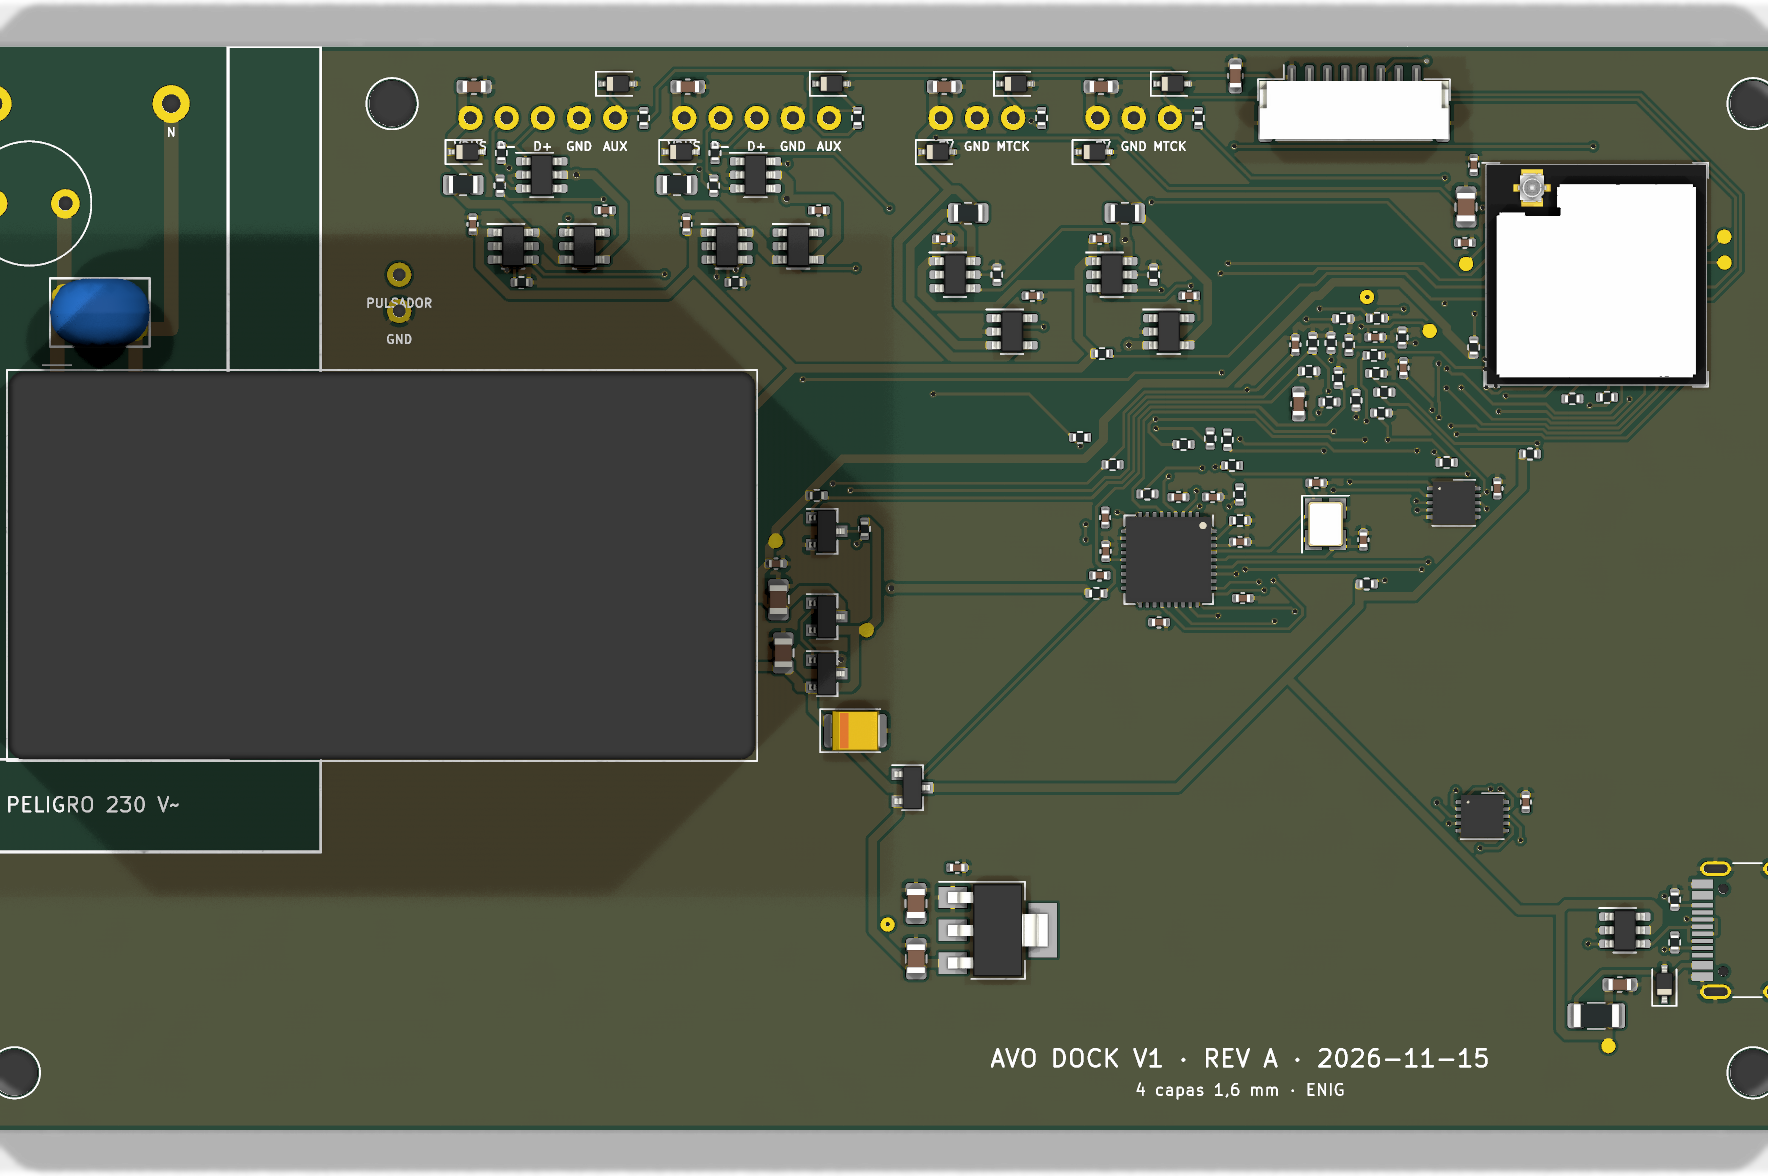 N
D+ GND AUX
D+ GND AUX
GND MTCK
GND MTCK
PULSADOR
GND
PELIGRO 230 V~
AVO DOCK V1 · REV A · 2026-11-15
4 capas 1,6 mm · ENIG